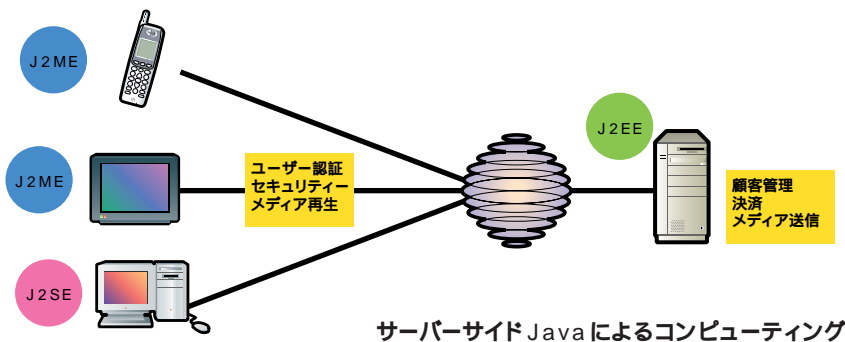 J2ME
J2ME
J2SE
ユーザー認証
セキュリティー
メディア再生
J2EE
顧客管理
決済
メディア送信
サーバーサイドJavaによるコンピューティング